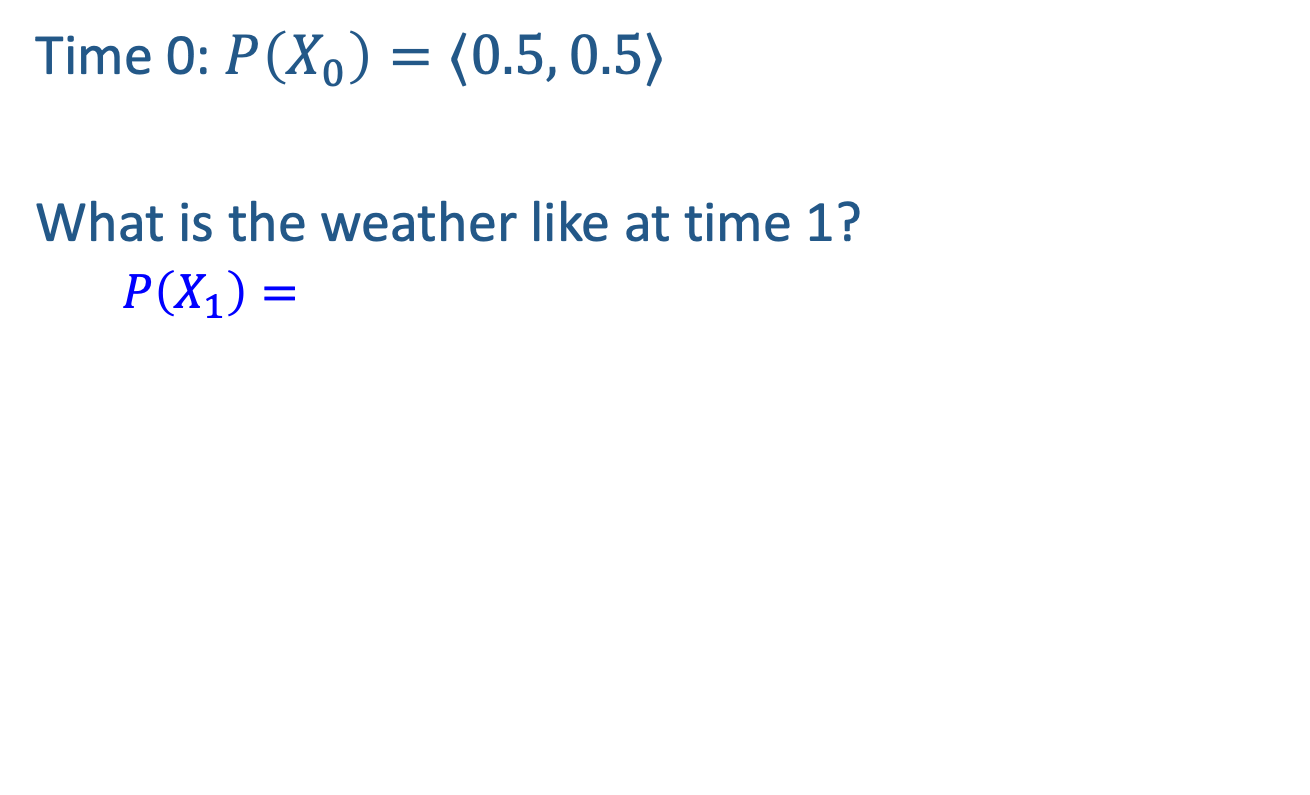 Time 0: P(X₀) = ⟨0.5, 0.5⟩
What is the weather like at time 1?
P(X₁) =